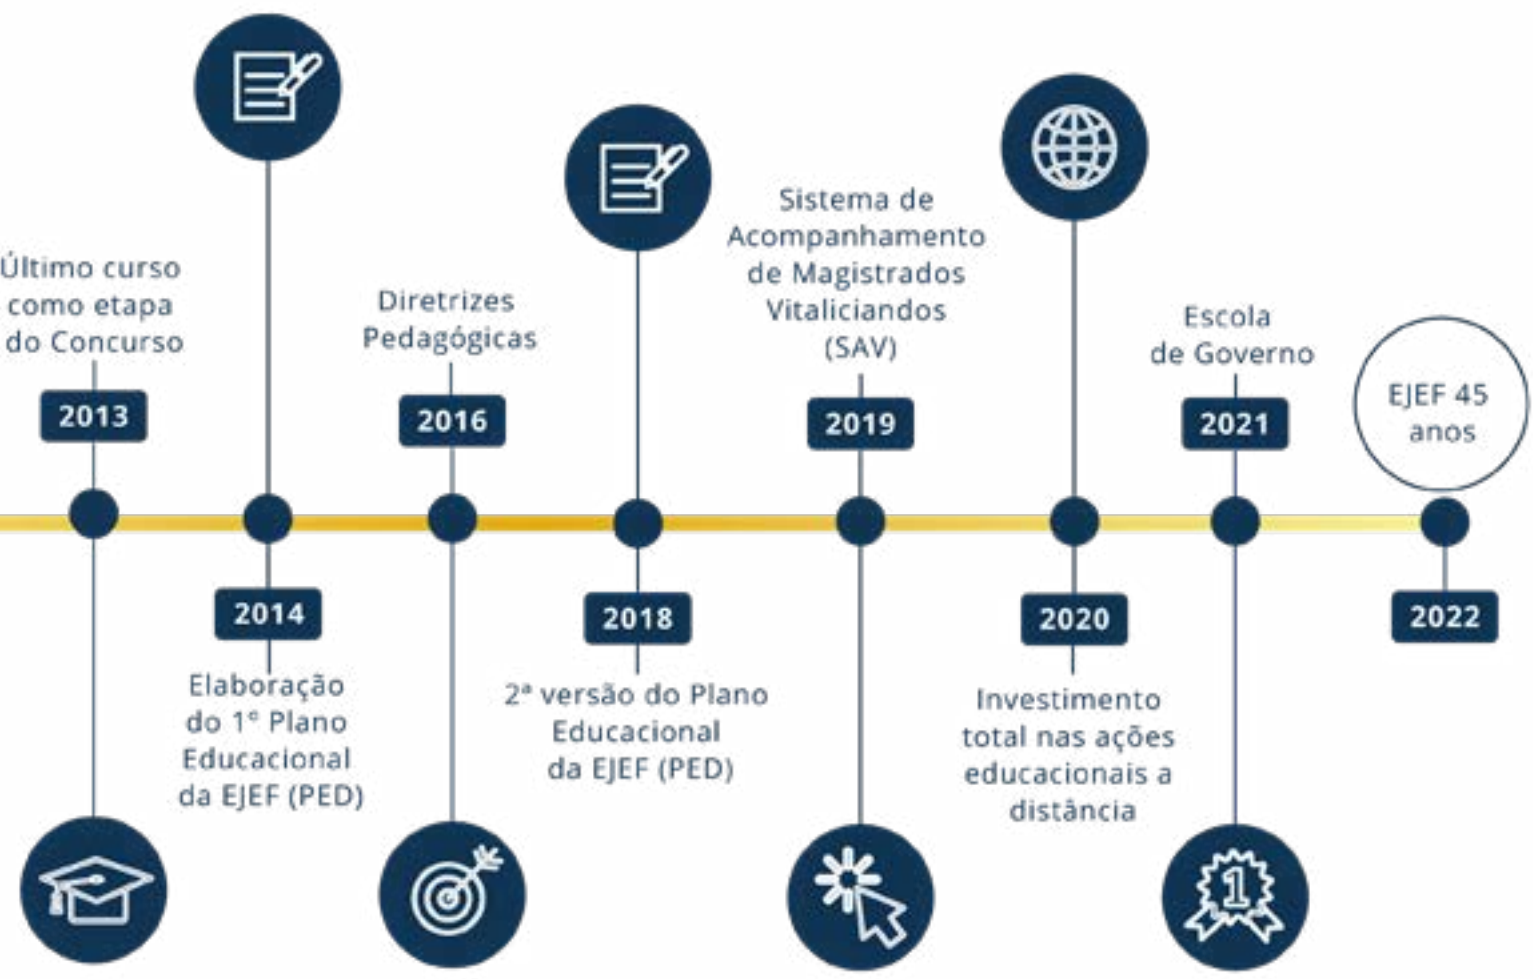 Último curso
como etapa
do Concurso
2013
2014
Elaboração
do 1º Plano
Educacional
da EJEF (PED)
Diretrizes
Pedagógicas
2016
2018
2ª versão do Plano
Educacional
da EJEF (PED)
Sistema de
Acompanhamento
de Magistrados
Vitaliciandos
(SAV)
2019
2020
Investimento
total nas ações
educacionais a
distância
Escola
de Governo
2021
1
EJEF 45
anos
2022